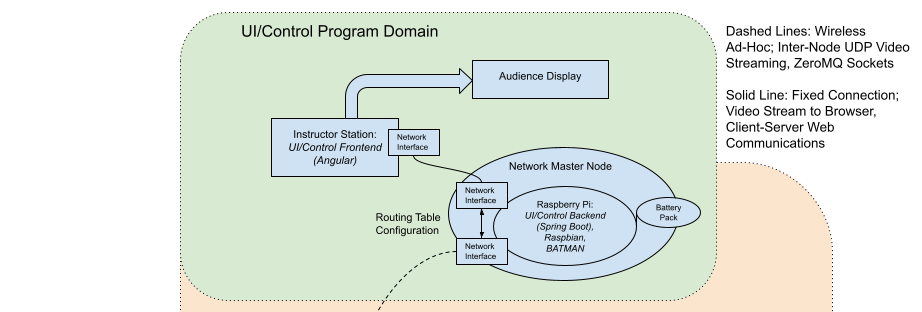 UI/Control Program Domain
Dashed Lines: Wireless
Ad-Hoc; Inter-Node UDP Video
Streaming, ZeroMQ Sockets
Solid Line: Fixed Connection;
Video Stream to Browser,
Client-Server Web
Communications
Audience Display
Instructor Station:
UI/Control Frontend
(Angular)
Network
Interface
Network Master Node
Network
Interface
Raspberry Pi:
UI/Control Backend
(Spring Boot),
Raspbian,
BATMAN
Battery
Pack
Routing Table
Configuration
Network
Interface